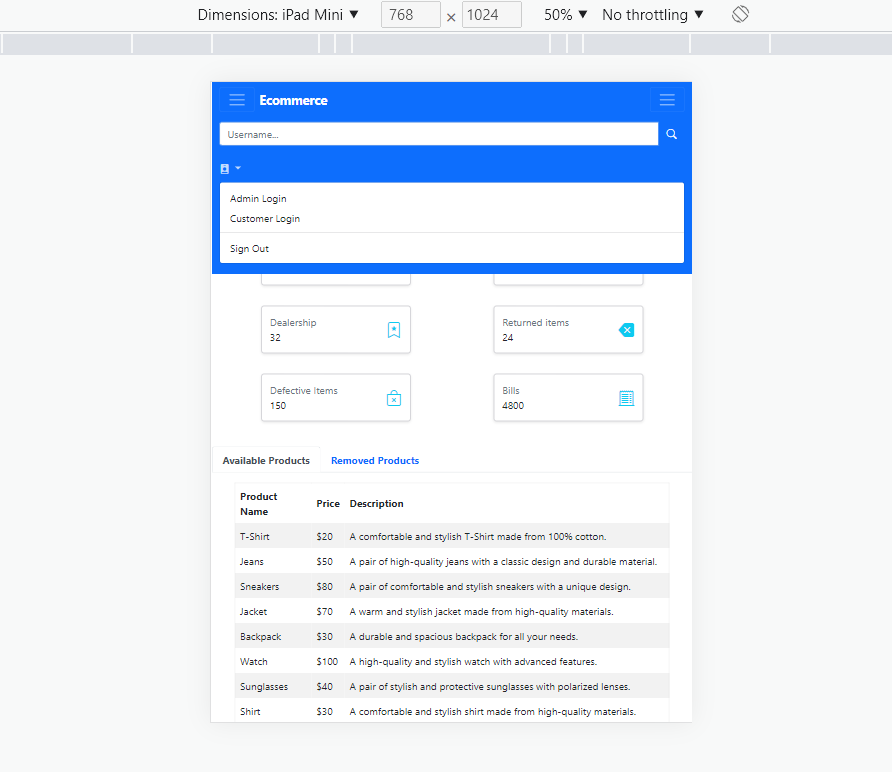 Dimensions: iPad Mini ▼ 768 × 1024 50% ▼ No throttling ▼
Ecommerce
Username...
Admin Login
Customer Login
Sign Out
Dealership
32
Returned items
24
Defective Items
150
Bills
4800
Available Products Removed Products
Product Name Price Description
T-Shirt $20 A comfortable and stylish T-Shirt made from 100% cotton.
Jeans $50 A pair of high-quality jeans with a classic design and durable material.
Sneakers $80 A pair of comfortable and stylish sneakers with a unique design.
Jacket $70 A warm and stylish jacket made from high-quality materials.
Backpack $30 A durable and spacious backpack for all your needs.
Watch $100 A high-quality and stylish watch with advanced features.
Sunglasses $40 A pair of stylish and protective sunglasses with polarized lenses.
Shirt $30 A comfortable and stylish shirt made from high-quality materials.